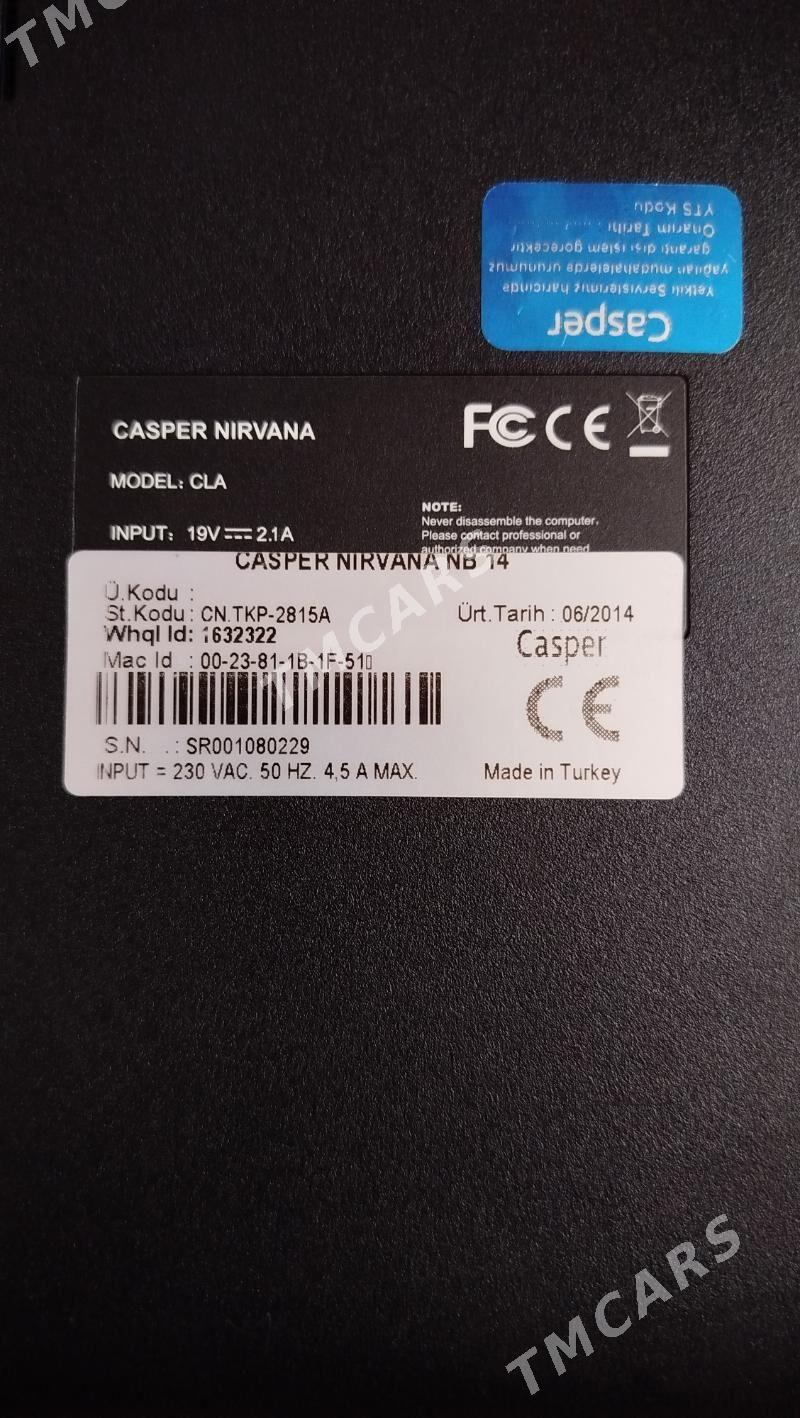 TMCARS
Casper
Yetkili Servislerimiz haricinde
yapılan müdahalelerde ürününüz
garanti dışı işlem görecektir
Onarım Tarihi
YTS Kodu
CASPER NIRVANA
FC CE
MODEL: CLA
INPUT: 19V 2.1A
NOTE:
Never disassemble the computer.
Please contact professional or
authorized company when need
CASPER NIRVANA NB 14
Ü.Kodu :
St.Kodu : CN.TKP-2815A
Ürt.Tarih : 06/2014
Whql Id: 1632322
Casper
Mac Id : 00-23-81-1B-1F-51
CE
S.N. .: SR001080229
INPUT = 230 VAC. 50 HZ. 4,5 A MAX.
Made in Turkey
TMCARS
TMCARS